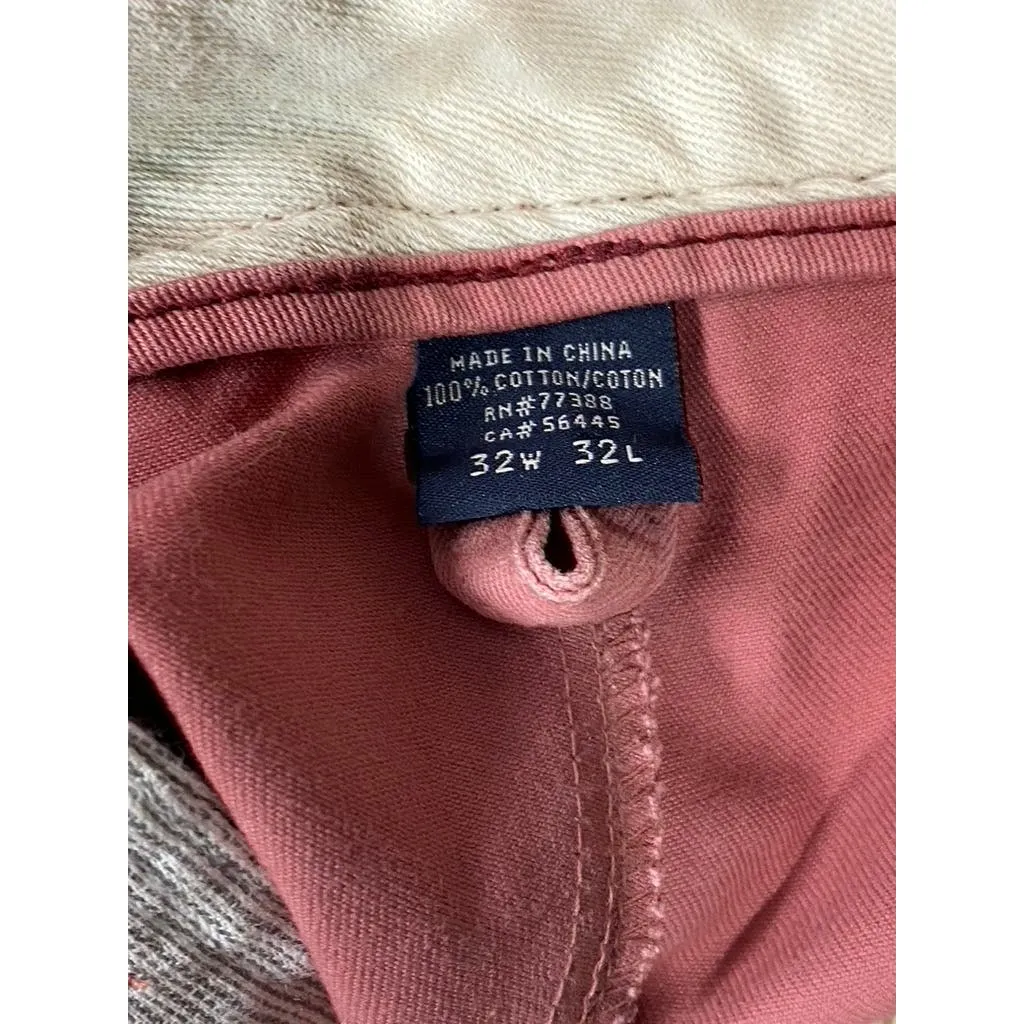 MADE IN CHINA
100% COTTON/COTON
RN#77388
CA#56445
32W 32L